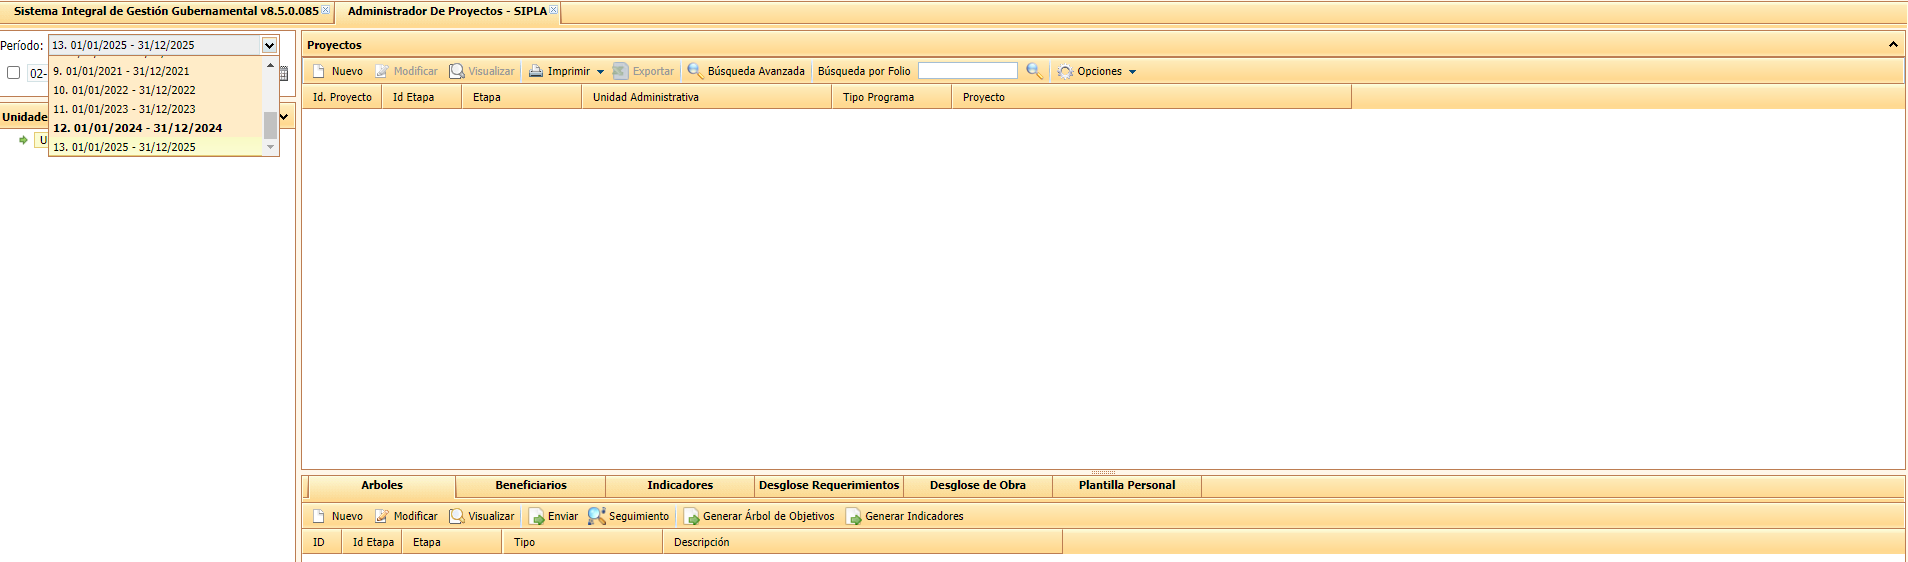 Sistema Integral de Gestión Gubernamental v8.5.0.085 Administrador De Proyectos - SIPLA
Período: 13. 01/01/2025 - 31/12/2025
02-
9. 01/01/2021 - 31/12/2021
10. 01/01/2022 - 31/12/2022
11. 01/01/2023 - 31/12/2023
12. 01/01/2024 - 31/12/2024
13. 01/01/2025 - 31/12/2025
Unidade
U
Proyectos
Nuevo Modificar Visualizar Imprimir Exportar Búsqueda Avanzada Búsqueda por Folio Opciones
Id. Proyecto Id Etapa Etapa Unidad Administrativa Tipo Programa Proyecto
Arboles Beneficiarios Indicadores Desglose Requerimientos Desglose de Obra Plantilla Personal
Nuevo Modificar Visualizar Enviar Seguimiento Generar Árbol de Objetivos Generar Indicadores
ID Id Etapa Etapa Tipo Descripción